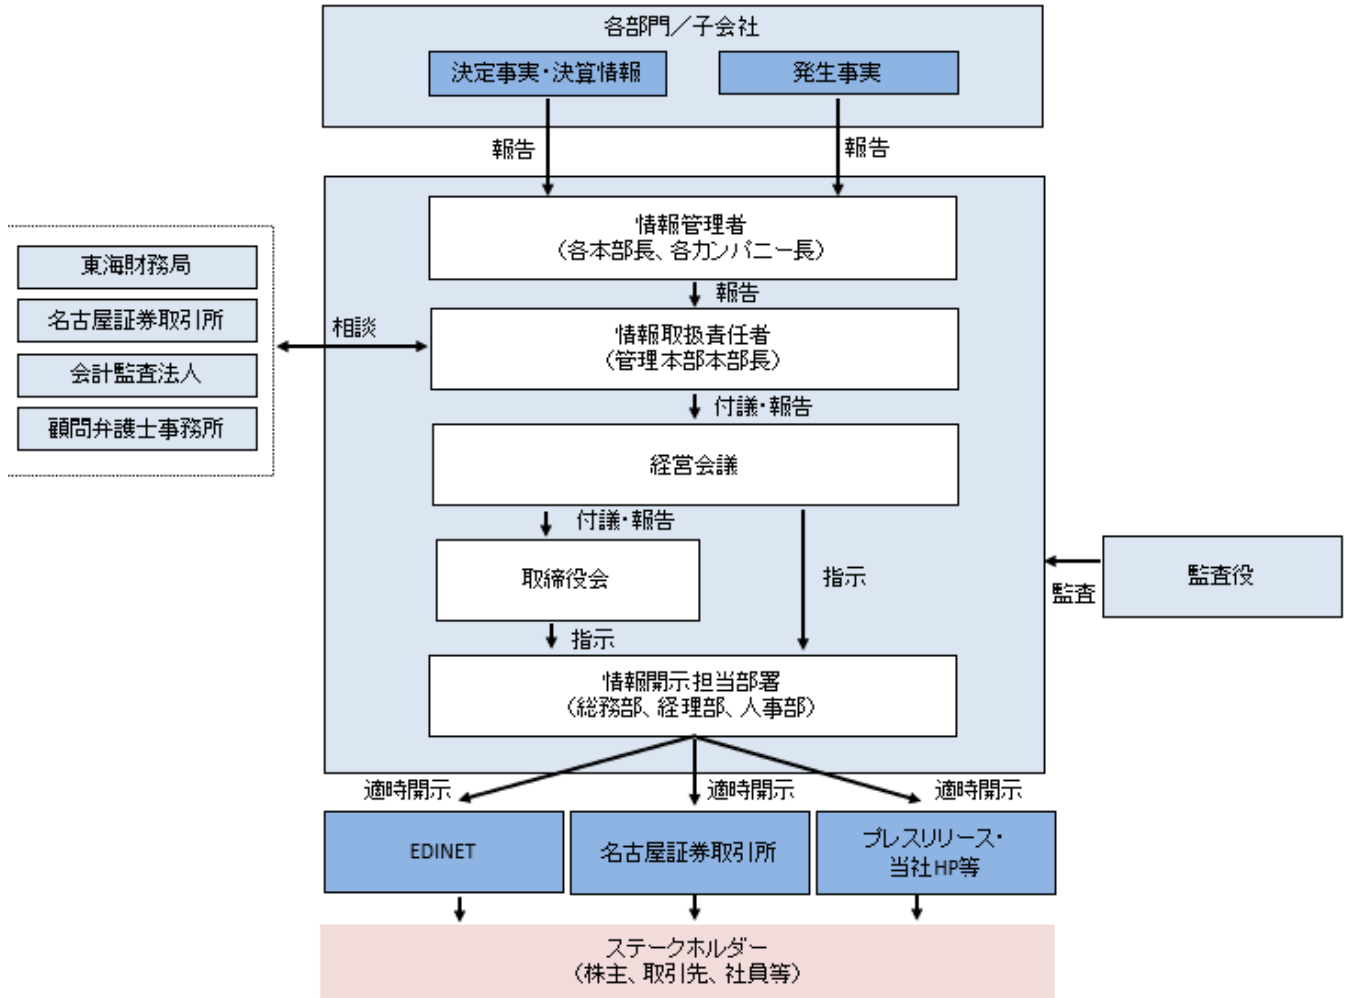 各部門／子会社
決定事実・決算情報
発生事実
報告
報告
情報管理者
（各本部長、各カンパニー長）
報告
東海財務局
名古屋証券取引所
会計監査法人
顧問弁護士事務所
相談
情報取扱責任者
（管理本部本部長）
付議・報告
経営会議
付議・報告
取締役会
指示
指示
監査
監査役
情報開示担当部署
（総務部、経理部、人事部）
適時開示
適時開示
適時開示
EDINET
名古屋証券取引所
プレスリリース・
当社HP等
ステークホルダー
（株主、取引先、社員等）